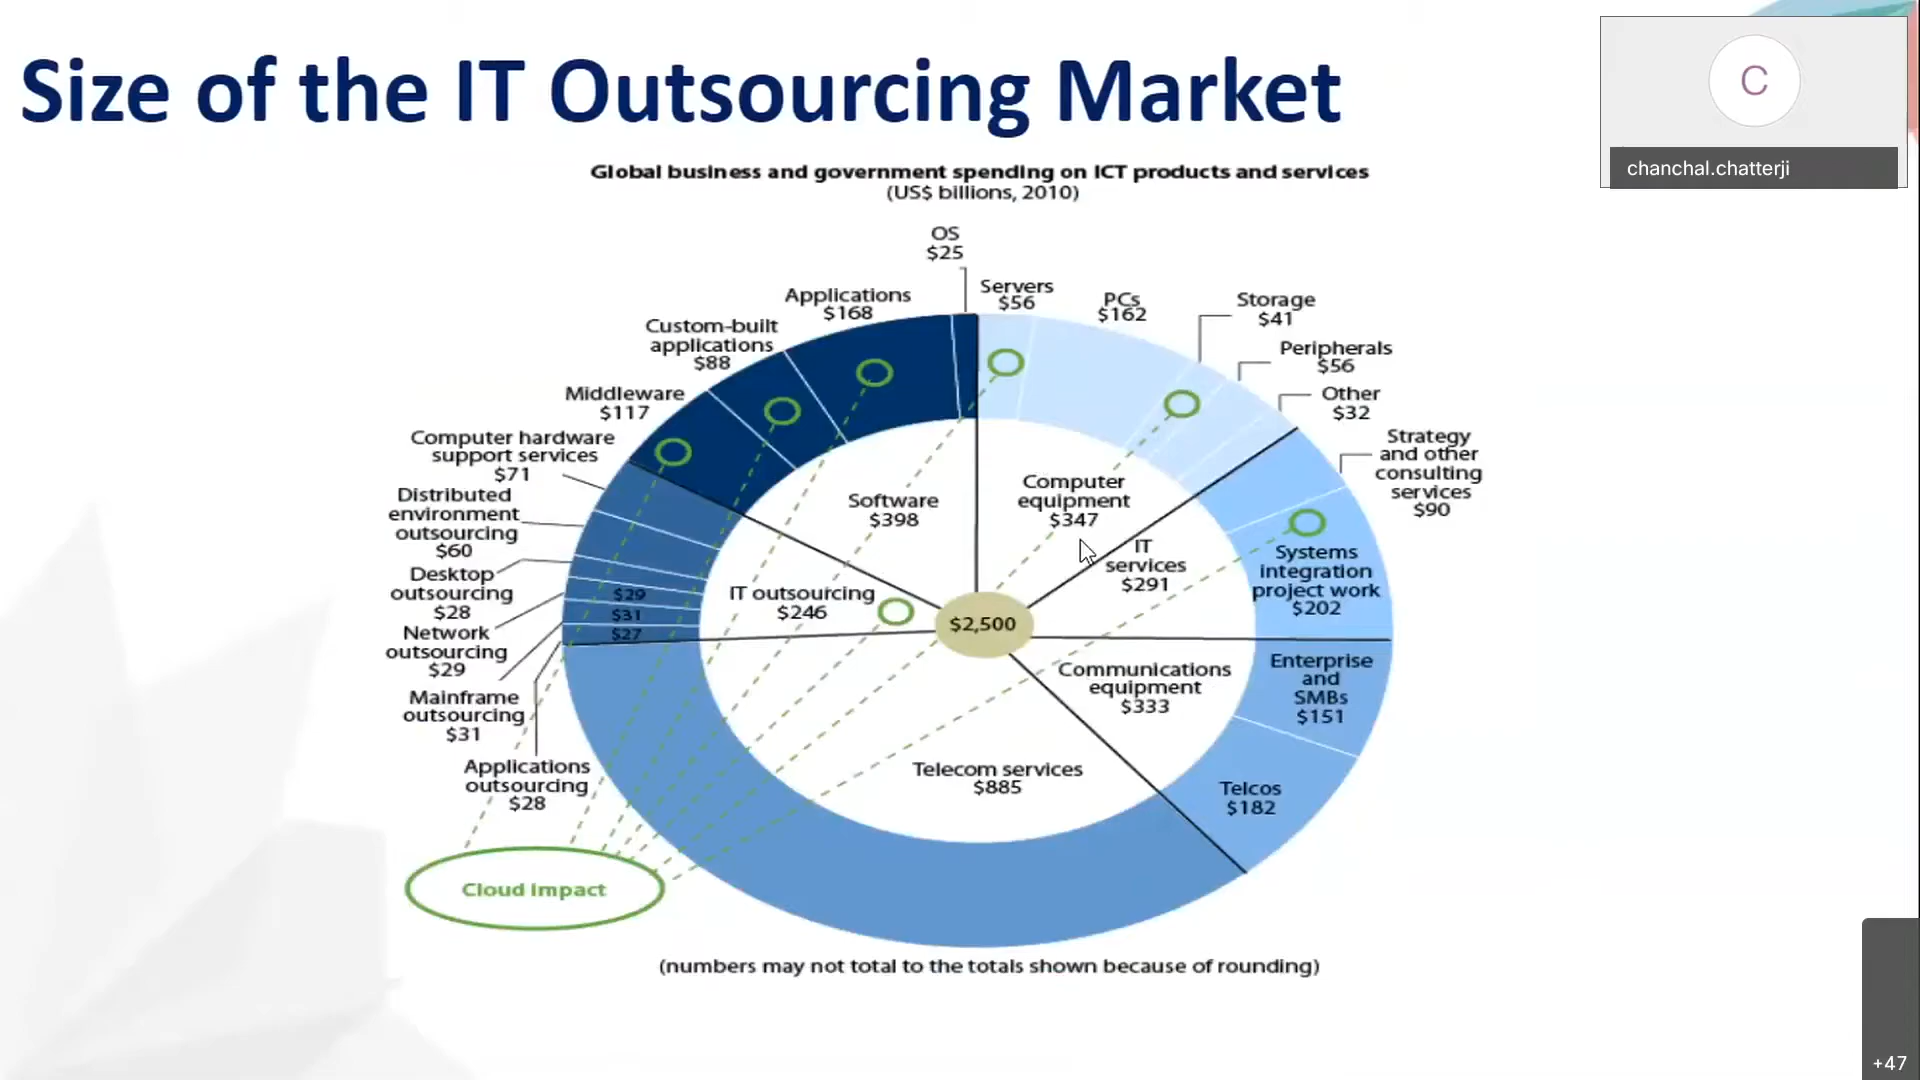 Size of the IT Outsourcing Market
C
chanchal.chatterji
Global business and government spending on ICT products and services
(US$ billions, 2010)
OS
$25
Servers
$56
PCs
$162
Storage
$41
Peripherals
$56
Other
$32
Strategy
and other
consulting
services
$90
Applications
$168
Custom-built
applications
$88
Middleware
$117
Computer hardware
support services
$71
Distributed
environment
outsourcing
$60
Desktop
outsourcing
$28
Network
outsourcing
$29
Mainframe
outsourcing
$31
Applications
outsourcing
$28
$29
$31
$27
Software
$398
Computer
equipment
$347
IT
services
$291
Systems
integration
project work
$202
IT outsourcing
$246
$2,500
Communications
equipment
$333
Enterprise
and
SMBs
$151
Telcos
$182
Telecom services
$885
Cloud impact
(numbers may not total to the totals shown because of rounding)
+47